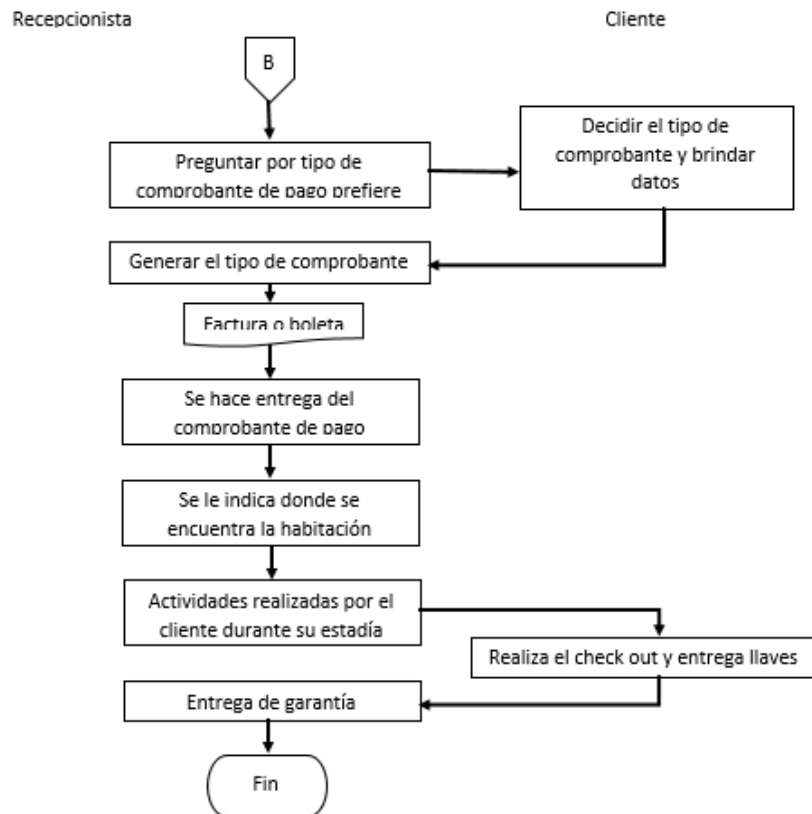 Recepcionista
Cliente
B
Preguntar por tipo de
comprobante de pago prefiere
Decidir el tipo de
comprobante y brindar
datos
Generar el tipo de comprobante
Factura o boleta
Se hace entrega del
comprobante de pago
Se le indica donde se
encuentra la habitación
Actividades realizadas por el
cliente durante su estadía
Realiza el check out y entrega llaves
Entrega de garantía
Fin